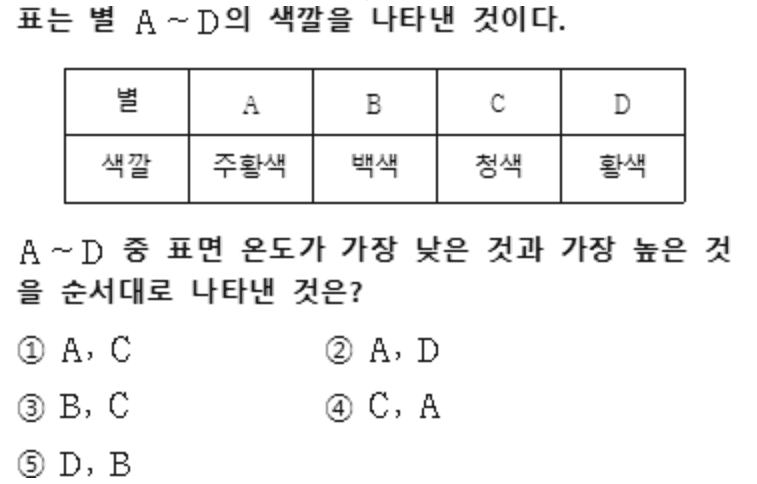 표는 별 A ~ D의 색깔을 나타낸 것이다.
별 A B C D
색깔 주황색 백색 청색 황색
A ~ D 중 표면 온도가 가장 낮은 것과 가장 높은 것
을 순서대로 나타낸 것은?
① A, C ② A, D
③ B, C ④ C, A
⑤ D, B